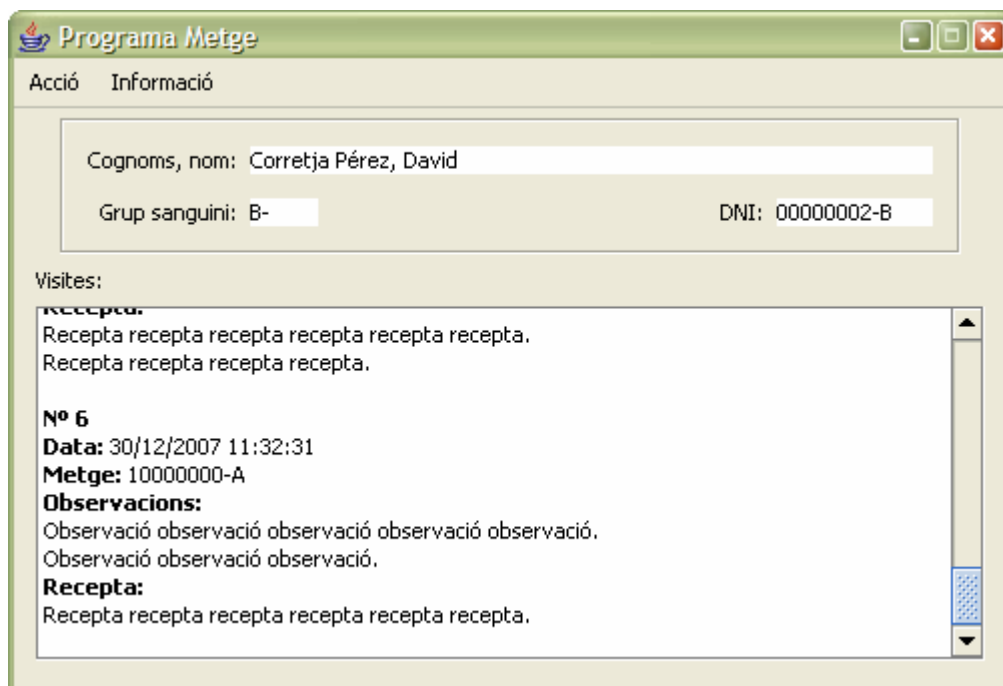 Programa Metge
Acció Informació
Cognoms, nom: Corretja Pérez, David
Grup sanguini: B- DNI: 00000002-B
Visites:
Recepta:
Recepta recepta recepta recepta recepta recepta.
Recepta recepta recepta recepta.
Nº 6
Data: 30/12/2007 11:32:31
Metge: 10000000-A
Observacions:
Observació observació observació observació observació.
Observació observació observació.
Recepta:
Recepta recepta recepta recepta recepta recepta.